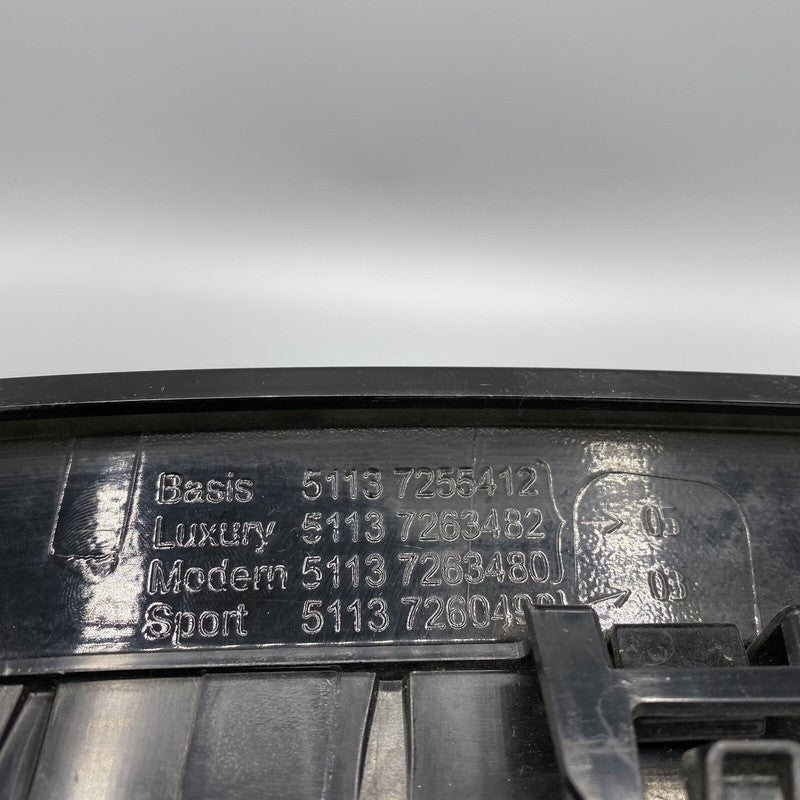 Basis 5113 7255412
Luxury 5113 7263482 > 05
Modern 5113 7263480
Sport 5113 > 03